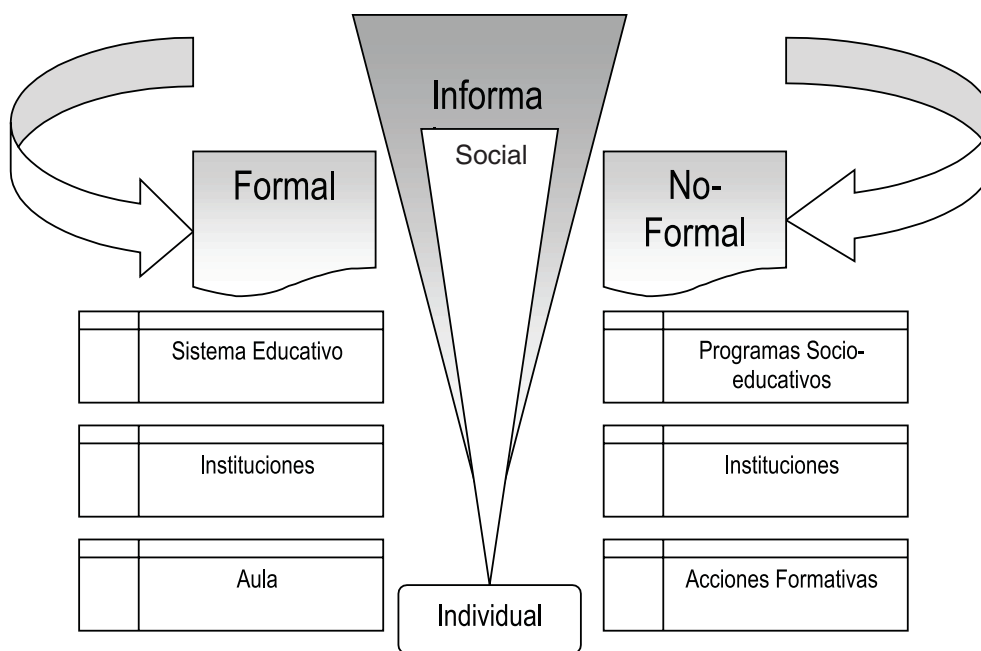 Informa
Social
Formal
No-
Formal
Sistema Educativo
Programas Socio-
educativos
Instituciones
Instituciones
Aula
Acciones Formativas
Individual